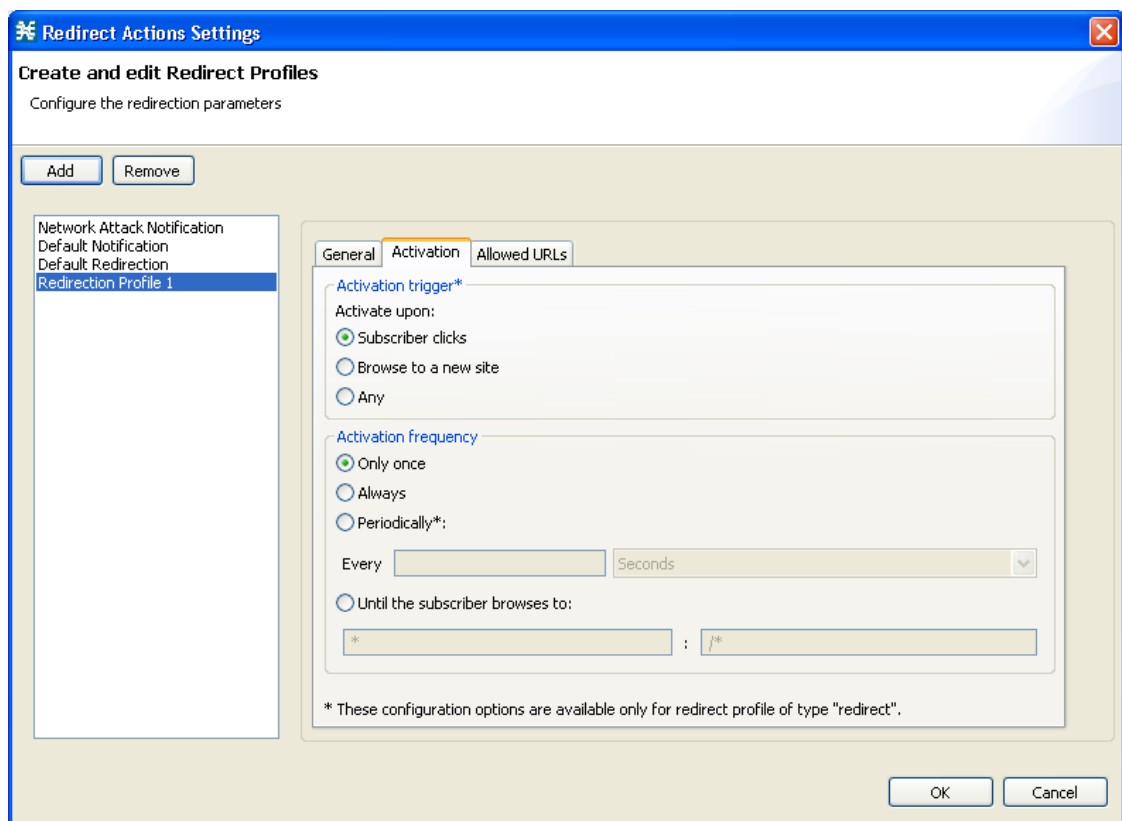 Redirect Actions Settings
Create and edit Redirect Profiles
Configure the redirection parameters
Add Remove
Network Attack Notification
Default Notification
Default Redirection
Redirection Profile 1
General Activation Allowed URLs
Activation trigger*
Activate upon:
Subscriber clicks
Browse to a new site
Any
Activation frequency
Only once
Always
Periodically*:
Every Seconds
Until the subscriber browses to:
* : /*
* These configuration options are available only for redirect profile of type "redirect".
OK Cancel